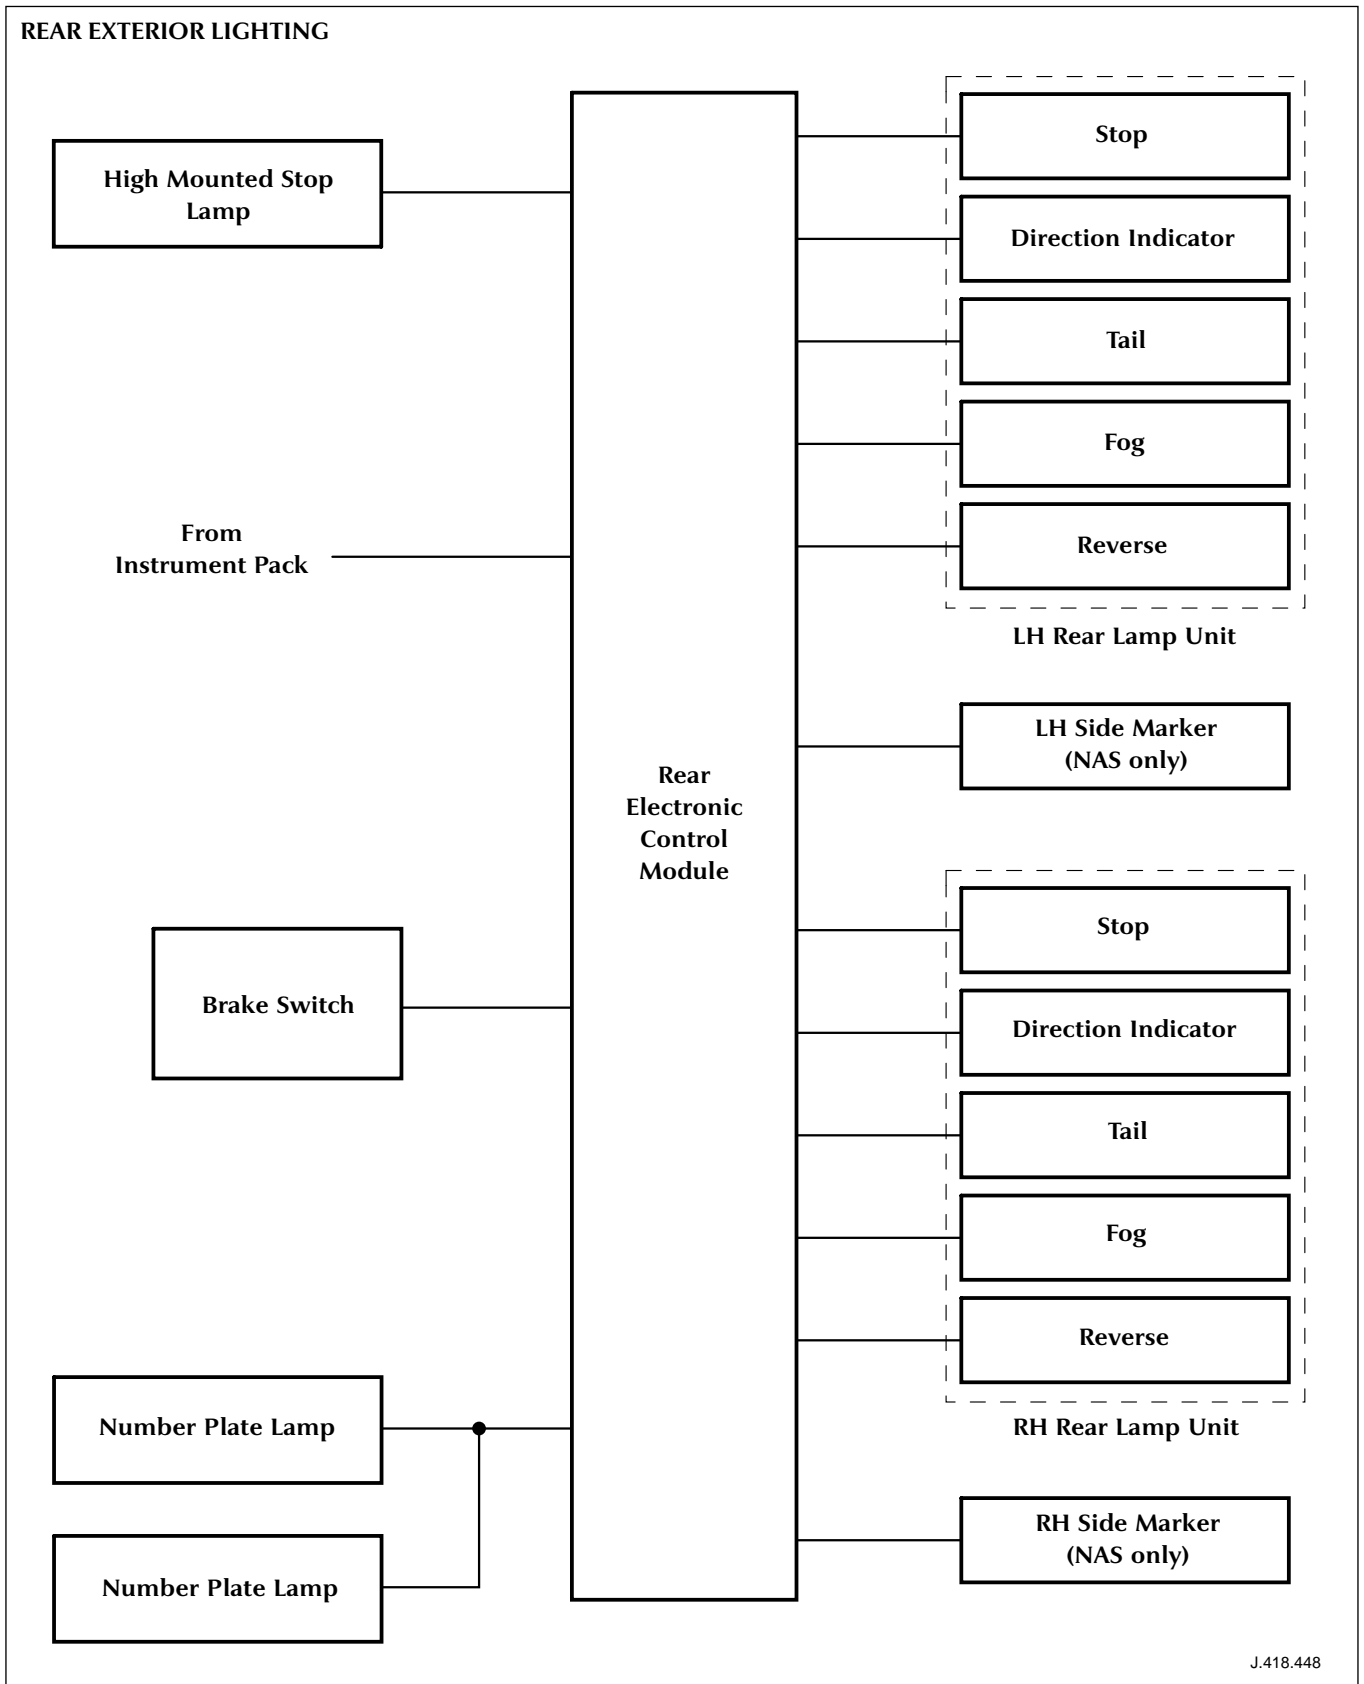 REAR EXTERIOR LIGHTING
High Mounted Stop
Lamp
From
Instrument Pack
Brake Switch
Number Plate Lamp
Number Plate Lamp
Rear
Electronic
Control
Module
Stop
Direction Indicator
Tail
Fog
Reverse
LH Rear Lamp Unit
LH Side Marker
(NAS only)
Stop
Direction Indicator
Tail
Fog
Reverse
RH Rear Lamp Unit
RH Side Marker
(NAS only)
J.418.448